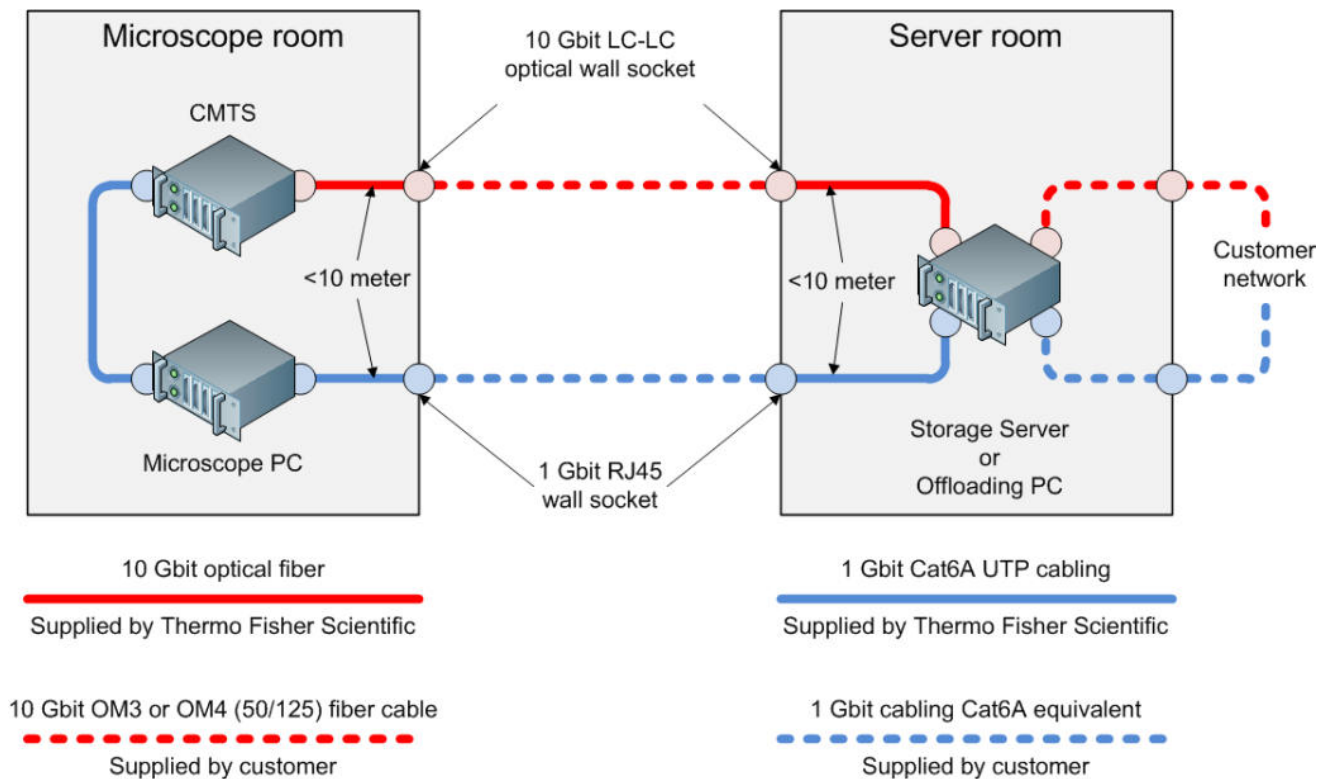 Microscope room
10 Gbit LC-LC
optical wall socket
Server room
CMTS
<10 meter
<10 meter
Customer
network
Microscope PC
1 Gbit RJ45
wall socket
Storage Server
or
Offloading PC
10 Gbit optical fiber
Supplied by Thermo Fisher Scientific
1 Gbit Cat6A UTP cabling
Supplied by Thermo Fisher Scientific
10 Gbit OM3 or OM4 (50/125) fiber cable
Supplied by customer
1 Gbit cabling Cat6A equivalent
Supplied by customer